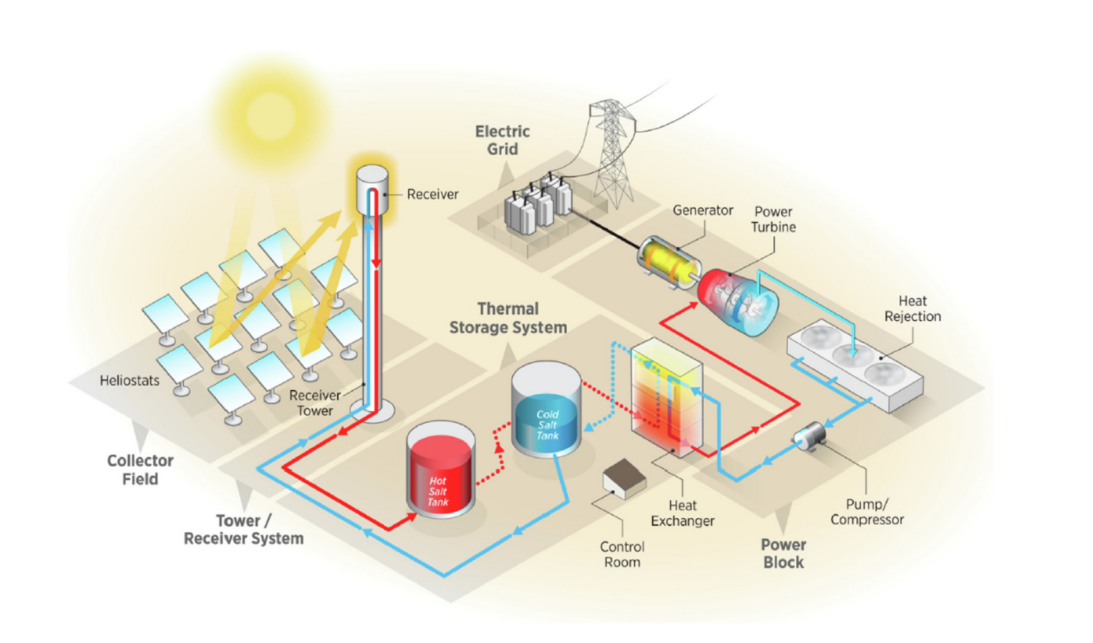 Electric
Grid
Receiver
Generator
Power
Turbine
Heat
Rejection
Thermal
Storage System
Heliostats
Receiver
Tower
Cold
Salt
Tank
Hot
Salt
Tank
Collector
Field
Tower /
Receiver System
Heat
Exchanger
Control
Room
Pump/
Compressor
Power
Block